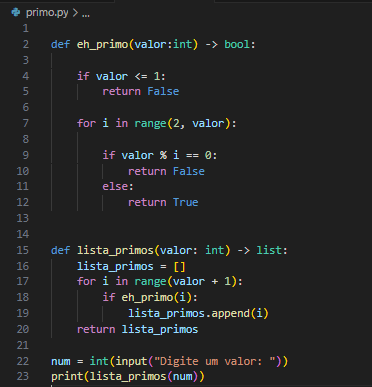 primo.py > ...
1
2 def eh_primo(valor:int) -> bool:
3
4     if valor <= 1:
5         return False
6
7     for i in range(2, valor):
8
9         if valor % i == 0:
10             return False
11         else:
12             return True
13
14
15 def lista_primos(valor: int) -> list:
16     lista_primos = []
17     for i in range(valor + 1):
18         if eh_primo(i):
19             lista_primos.append(i)
20     return lista_primos
21
22 num = int(input("Digite um valor: "))
23 print(lista_primos(num))